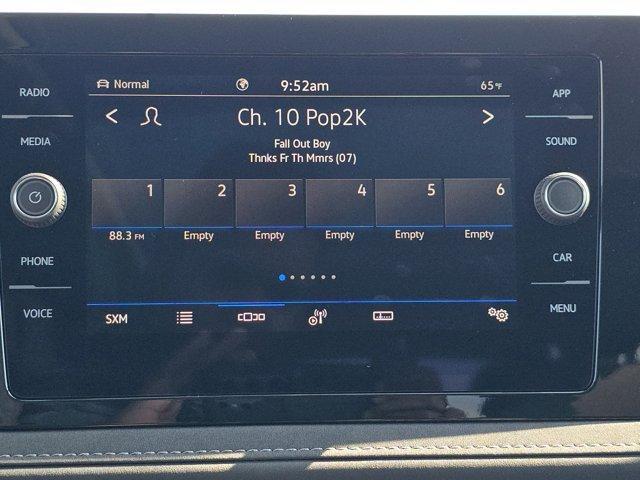 RADIO
MEDIA
PHONE
VOICE
Normal 9:52am 65°F
Ch. 10 Pop2K
Fall Out Boy
Thnks Fr Th Mmrs (07)
1 2 3 4 5 6
88.3 FM Empty Empty Empty Empty Empty
SXM
APP
SOUND
CAR
MENU